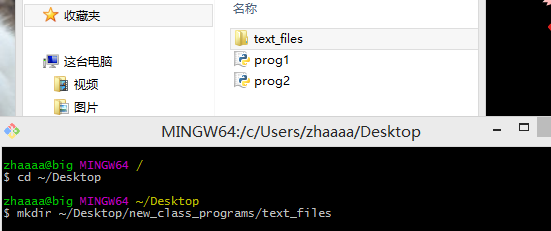 名称
收藏夹
text_files
这台电脑
prog1
视频
prog2
图片
MINGW64:/c/Users/zhaaaa/Desktop
zhaaaa@big MINGW64 /
$ cd ~/Desktop
zhaaaa@big MINGW64 ~/Desktop
$ mkdir ~/Desktop/new_class_programs/text_files